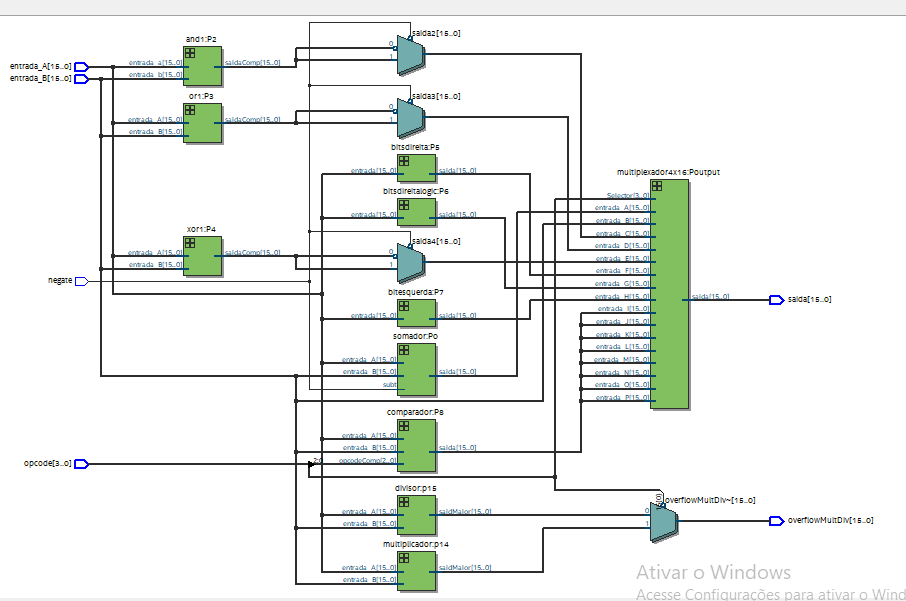 and1:P2
entrada_A[15..0]
entrada_B[15..0]
entrada_a[15..0]
entrada_b[15..0]
saidaComp[15..0]
0
1
saida2[15..0]
or1:P3
entrada_A[15..0]
entrada_B[15..0]
saidaComp[15..0]
0
1
saida3[15..0]
bitsdireita:P5
entrada[15..0]
saida[15..0]
bitsdireitalogic:P6
entrada[15..0]
saida[15..0]
xor1:P4
entrada_A[15..0]
entrada_B[15..0]
saidaComp[15..0]
0
1
saida4[15..0]
negate
bitesquerda:P7
entrada[15..0]
saida[15..0]
somador:P0
entrada_A[15..0]
entrada_B[15..0]
subt
saida[15..0]
multiplexador4x16:Poutput
Selector[3..0]
entrada_A[15..0]
entrada_B[15..0]
entrada_C[15..0]
entrada_D[15..0]
entrada_E[15..0]
entrada_F[15..0]
entrada_G[15..0]
entrada_H[15..0]
entrada_I[15..0]
entrada_J[15..0]
entrada_K[15..0]
entrada_L[15..0]
entrada_M[15..0]
entrada_N[15..0]
entrada_O[15..0]
entrada_P[15..0]
saida[15..0]
saida[15..0]
comparador:P8
entrada_A[15..0]
entrada_B[15..0]
opcodeComp[2..0]
saida[15..0]
opcode[3..0]
2:0
divisor:p15
entrada_A[15..0]
entrada_B[15..0]
saidMaior[15..0]
multiplicador:p14
entrada_A[15..0]
entrada_B[15..0]
saidMaior[15..0]
0
1
overflowMultDiv~[15..0]
overflowMultDiv[15..0]
Ativar o Windows
Acesse Configurações para ativar o Wind